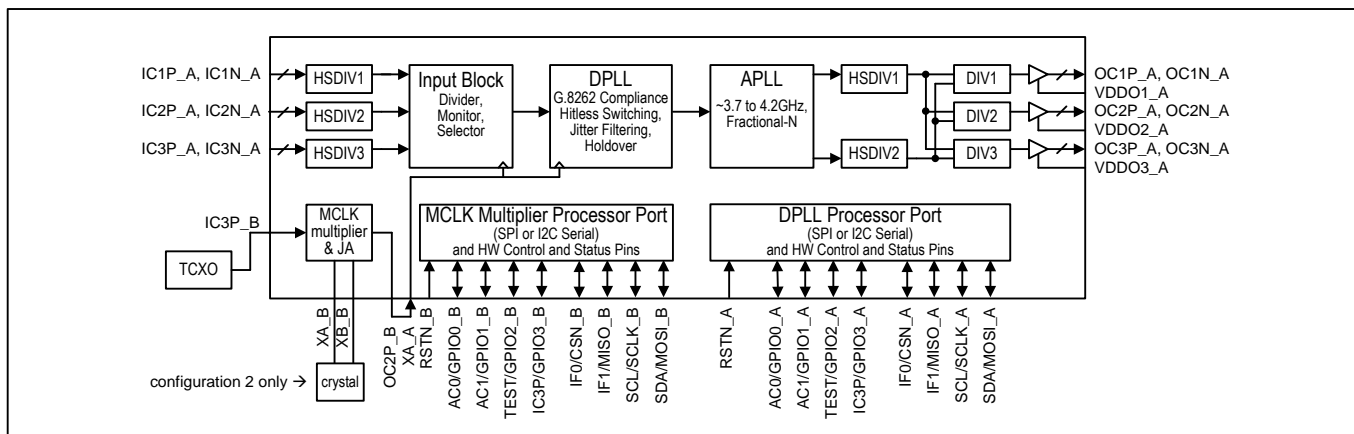 IC1P_A, IC1N_A
IC2P_A, IC2N_A
IC3P_A, IC3N_A
HSDIV1
HSDIV2
HSDIV3
Input Block
Divider,
Monitor,
Selector
DPLL
G.8262 Compliance
Hitless Switching,
Jitter Filtering,
Holdover
APLL
~3.7 to 4.2GHz,
Fractional-N
HSDIV1
HSDIV2
DIV1
DIV2
DIV3
OC1P_A, OC1N_A
VDDO1_A
OC2P_A, OC2N_A
VDDO2_A
OC3P_A, OC3N_A
VDDO3_A
IC3P_B
TCXO
MCLK
multiplier
& JA
MCLK Multiplier Processor Port
(SPI or I2C Serial)
and HW Control and Status Pins
DPLL Processor Port
(SPI or I2C Serial)
and HW Control and Status Pins
XA_B
XB_B
OC2P_B
XA_A
RSTN_B
AC0/GPIO0_B
AC1/GPIO1_B
TEST/GPIO2_B
IC3P/GPIO3_B
IF0/CSN_B
IF1/MISO_B
SCL/SCLK_B
SDA/MOSI_B
RSTN_A
AC0/GPIO0_A
AC1/GPIO1_A
TEST/GPIO2_A
IC3P/GPIO3_A
IF0/CSN_A
IF1/MISO_A
SCL/SCLK_A
SDA/MOSI_A
configuration 2 only →
crystal